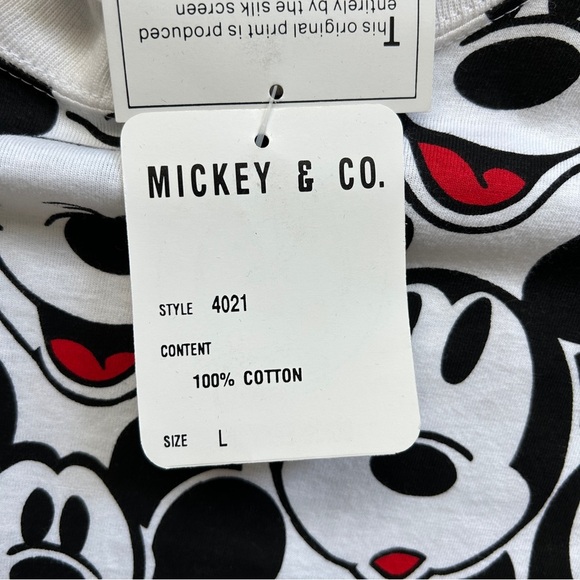 This original print is produced
entirely by the silk screen
MICKEY & CO.
STYLE 4021
CONTENT
100% COTTON
SIZE L